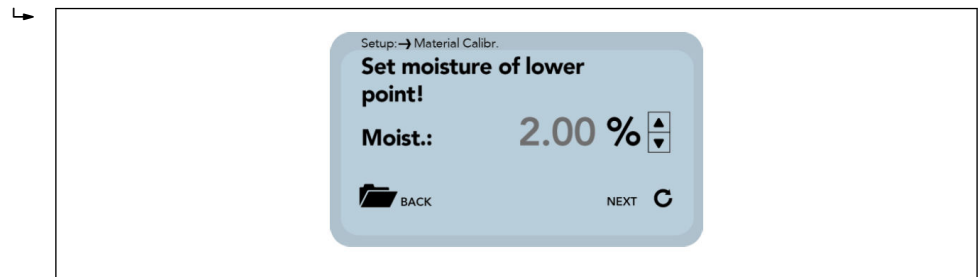 Setup:→Material Calibr.
Set moisture of lower
point!
Moist.: 2.00 %
BACK NEXT